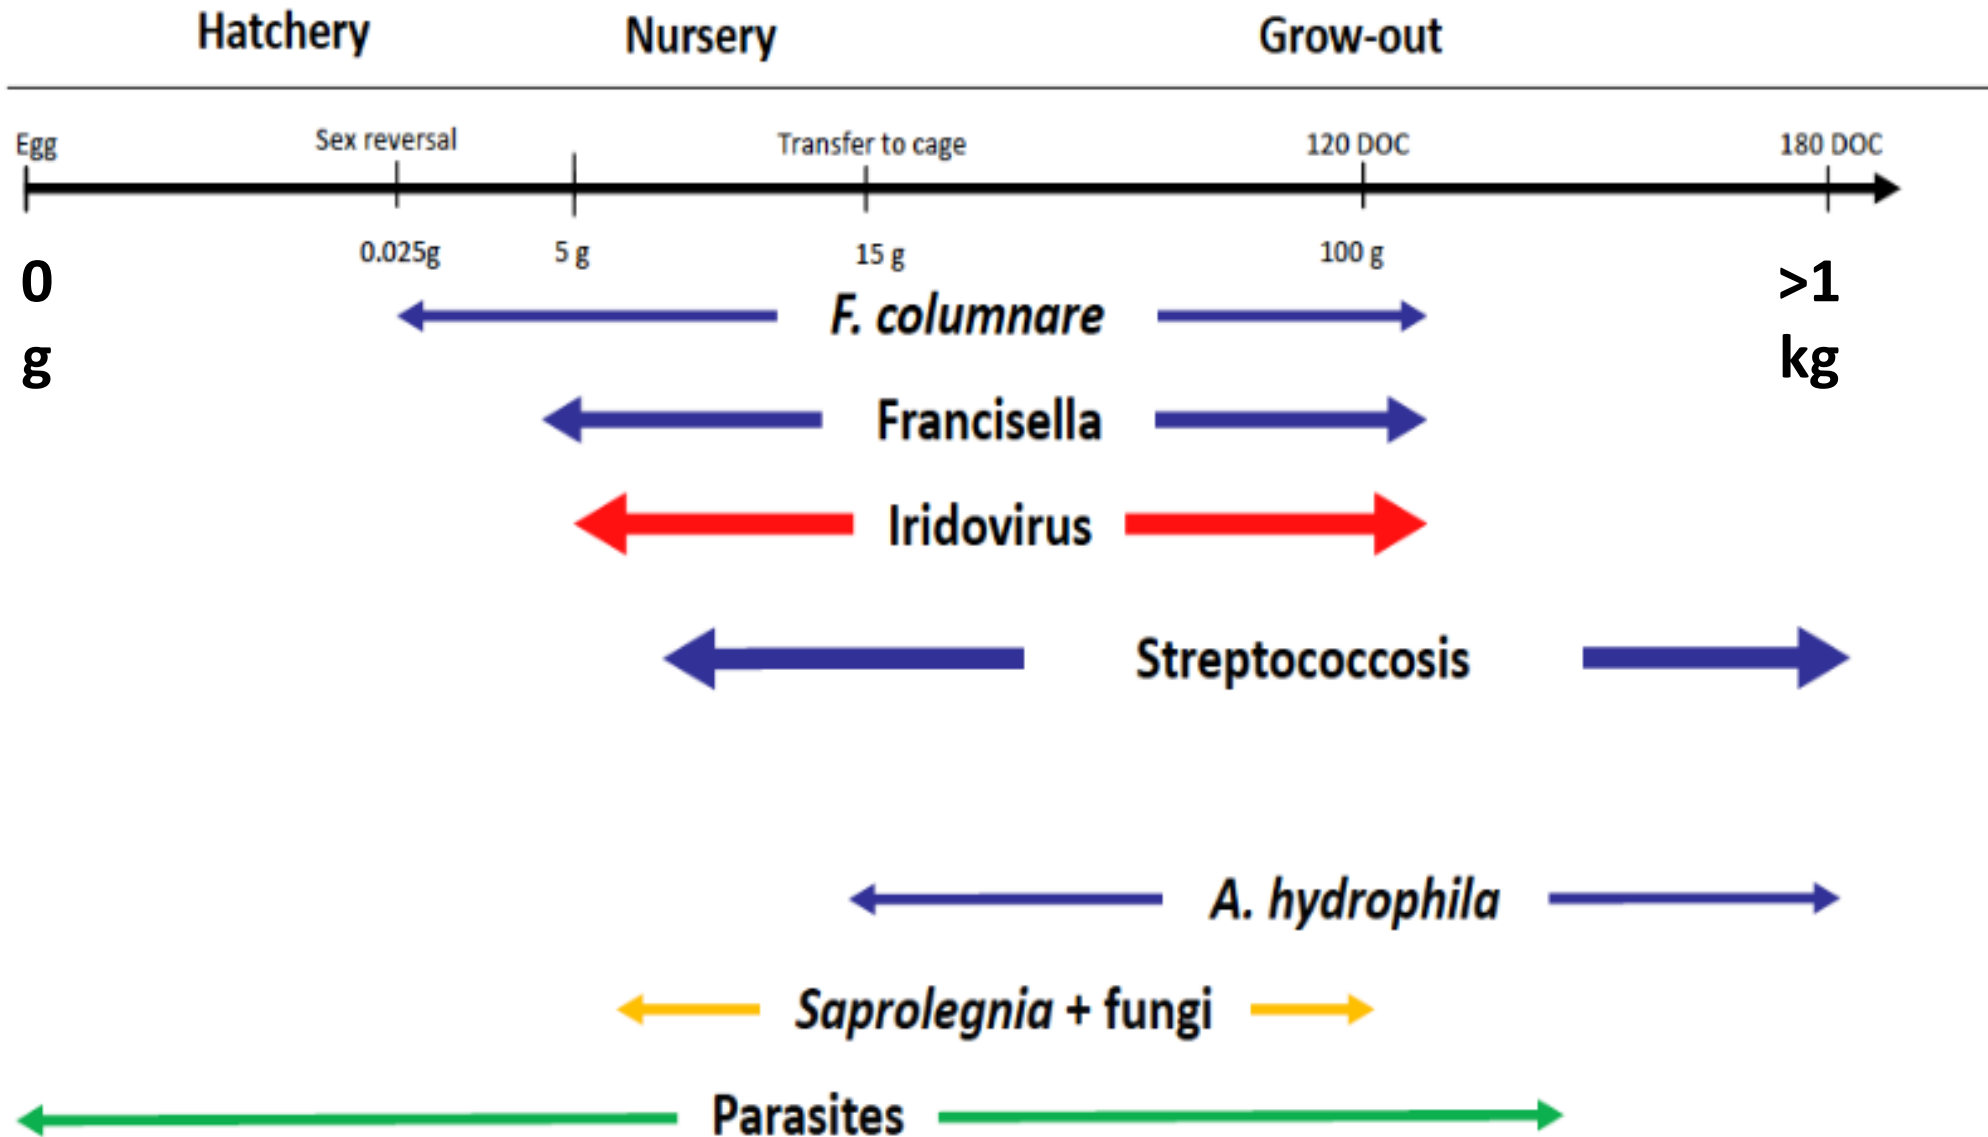 Hatchery Nursery Grow-out
Egg Sex reversal Transfer to cage 120 DOC 180 DOC
0.025g 5 g 15 g 100 g
0
g
>1
kg
F. columnare
Francisella
Iridovirus
Streptococcosis
A. hydrophila
Saprolegnia + fungi
Parasites